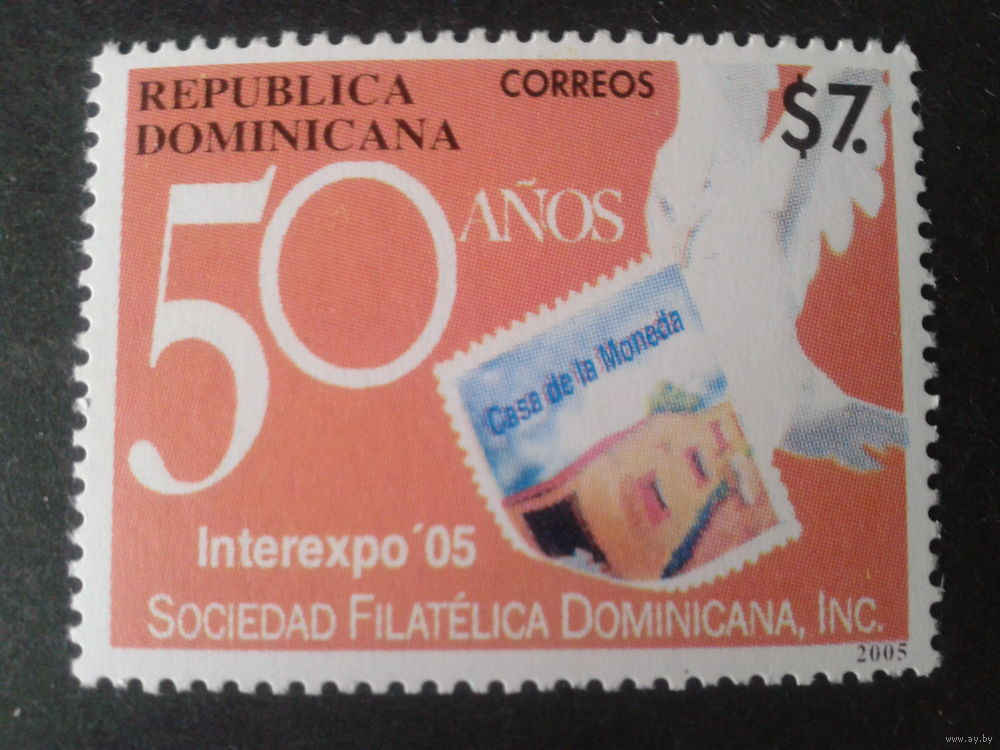 REPUBLICA
DOMINICANA
CORREOS
$7.
50 AÑOS
Casa de la Moneda
Interexpo ´05
SOCIEDAD FILATÉLICA DOMINICANA, INC.
2005
www.ay.by